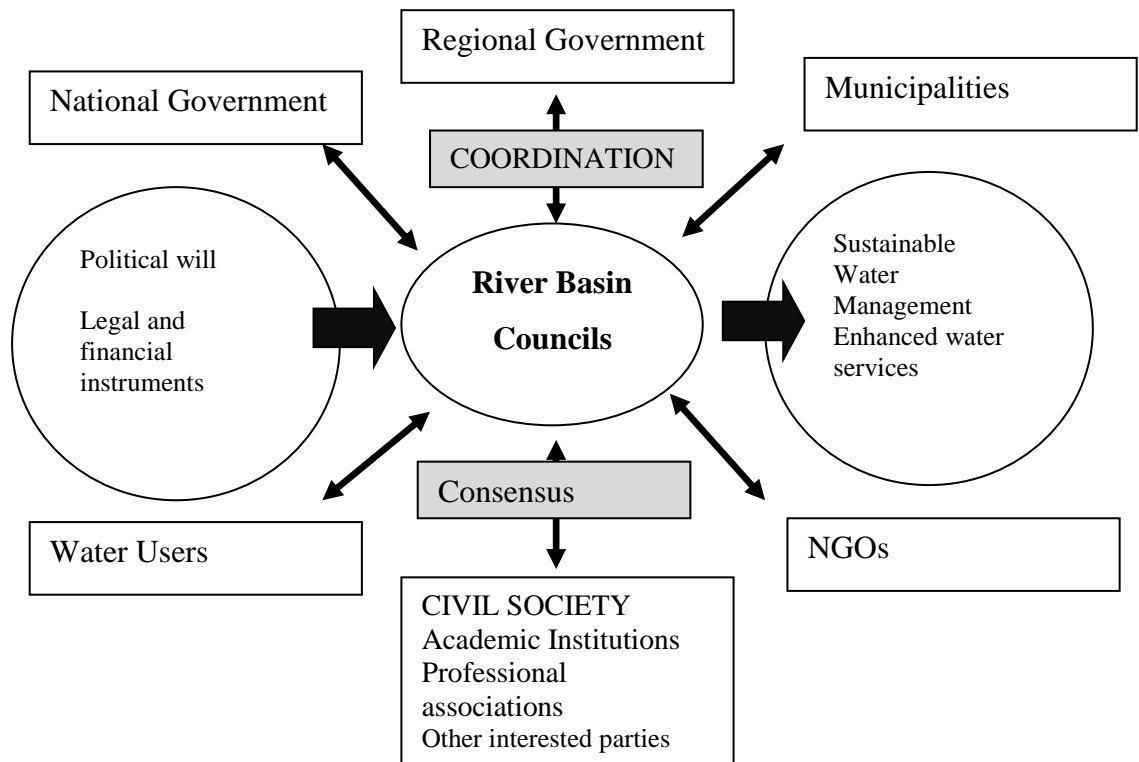 Regional Government
National Government
Municipalities
COORDINATION
Political will
Legal and
financial
instruments
River Basin
Councils
Sustainable
Water
Management
Enhanced water
services
Consensus
Water Users
NGOs
CIVIL SOCIETY
Academic Institutions
Professional
associations
Other interested parties